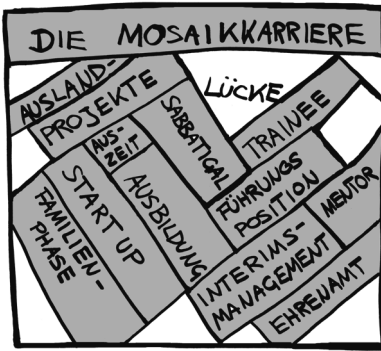 DIE MOSAIKKARRIERE
AUSLAND-
PROJEKTE
LÜCKE
SABBATIGAL
TRAINEE
AUS-
ZEIT
FÜHRUNGS
POSITION
MENTOR
START UP
AUSBILDUNG
FAMILIEN-
PHASE
INTERIMS-
MANAGEMENT
EHRENAMT